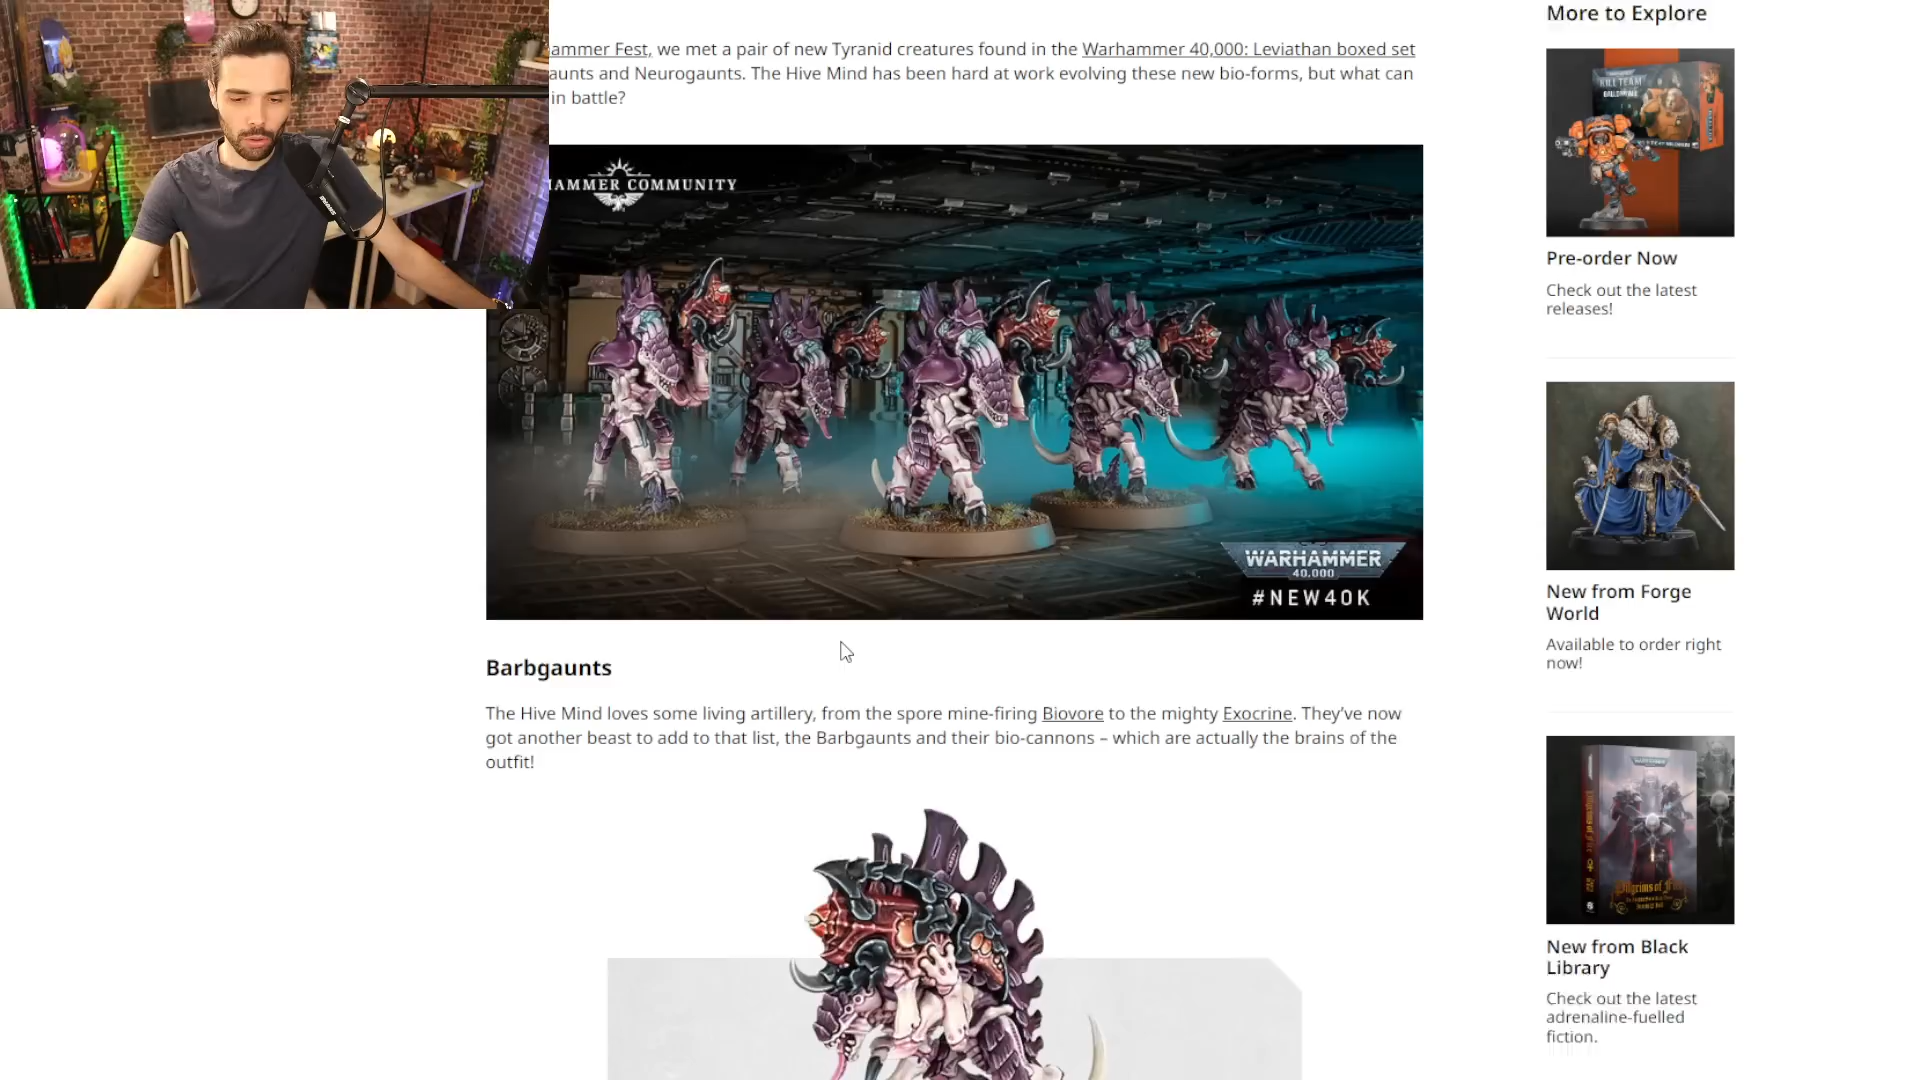 ammer Fest, we met a pair of new Tyranid creatures found in the Warhammer 40,000: Leviathan boxed set
aunts and Neurogaunts. The Hive Mind has been hard at work evolving these new bio-forms, but what can
in battle?
AMMER COMMUNITY
WARHAMMER
40,000
#NEW40K
Barbgaunts
The Hive Mind loves some living artillery, from the spore mine-firing Biovore to the mighty Exocrine. They’ve now
got another beast to add to that list, the Barbgaunts and their bio-cannons – which are actually the brains of the
outfit!
More to Explore
KILL TEAM
Pre-order Now
Check out the latest
releases!
New from Forge
World
Available to order right
now!
Pilgrims of Fire
New from Black
Library
Check out the latest
adrenaline-fuelled
fiction.